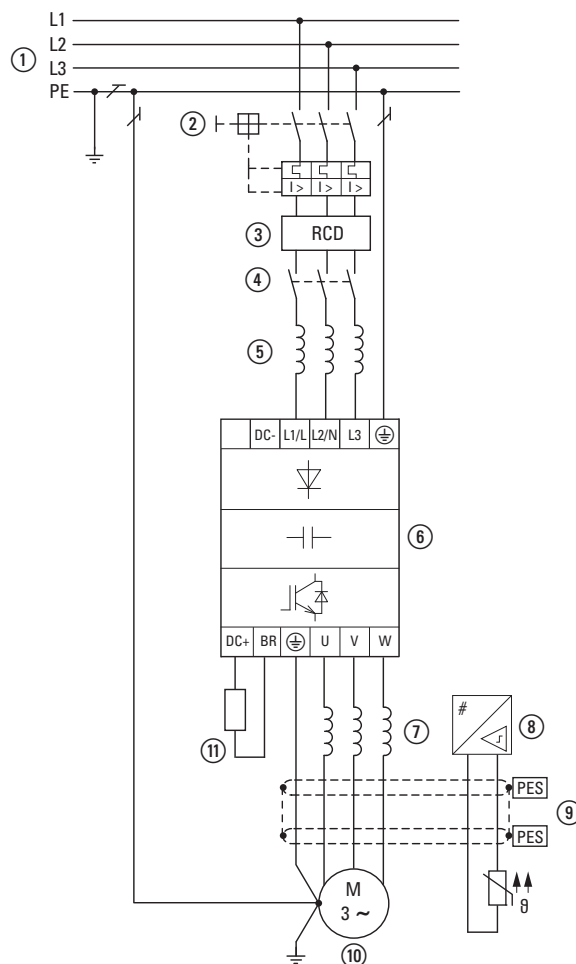 L1
L2
① L3
PE
②
I> I> I>
③ RCD
④
⑤
DC- L1/L L2/N L3
⑥
DC+ BR U V W
⑦
# ⑧
⑪
PES
⑨
PES
M
3 ~
ϑ
⑩